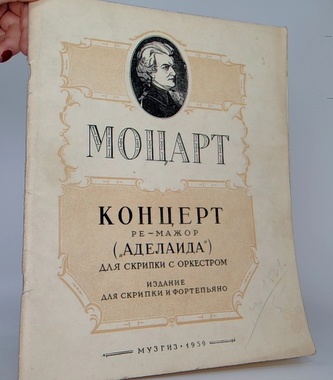 МОЦАРТ
КОНЦЕРТ
РЕ-МАЖОР
(„АДЕЛАИДА“)
ДЛЯ СКРИПКИ С ОРКЕСТРОМ
ИЗДАНИЕ
ДЛЯ СКРИПКИ И ФОРТЕПЬЯНО
МУЗГИЗ · 1959